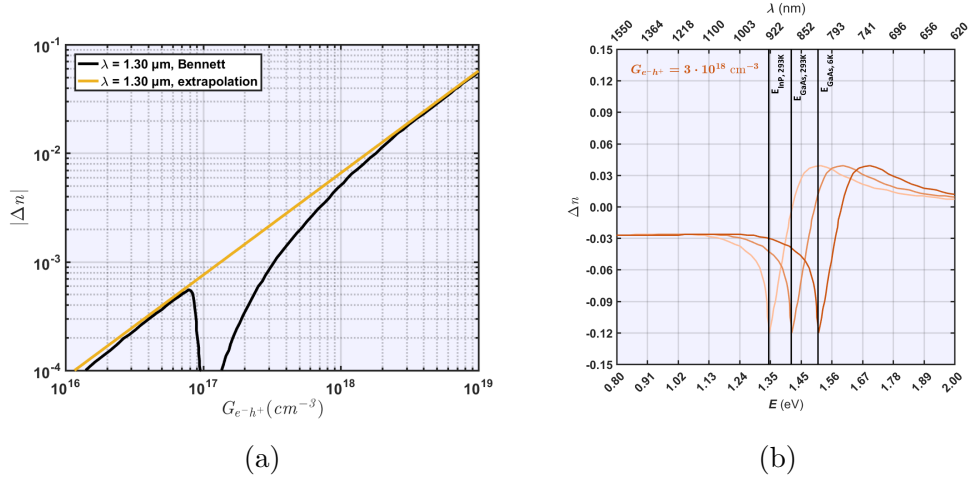 10^-1
10^-2
10^-3
10^-4
|Δn|
λ = 1.30 μm, Bennett
λ = 1.30 μm, extrapolation
10^16 10^17 10^18 10^19
G_{e^-h^+}(cm^{-3})
(a)
λ (nm)
1550 1364 1218 1100 1003 922 852 793 741 696 656 620
0.15
0.12
0.09
0.06
0.03
0.00
-0.03
-0.06
-0.09
-0.12
-0.15
Δn
G_{e^-h^+} = 3 · 10^18 cm^-3
E_{InP, 293K}
E_{GaAs, 293K}
E_{GaAs, 6K}
0.80 0.91 1.02 1.13 1.24 1.35 1.45 1.56 1.67 1.78 1.89 2.00
E (eV)
(b)